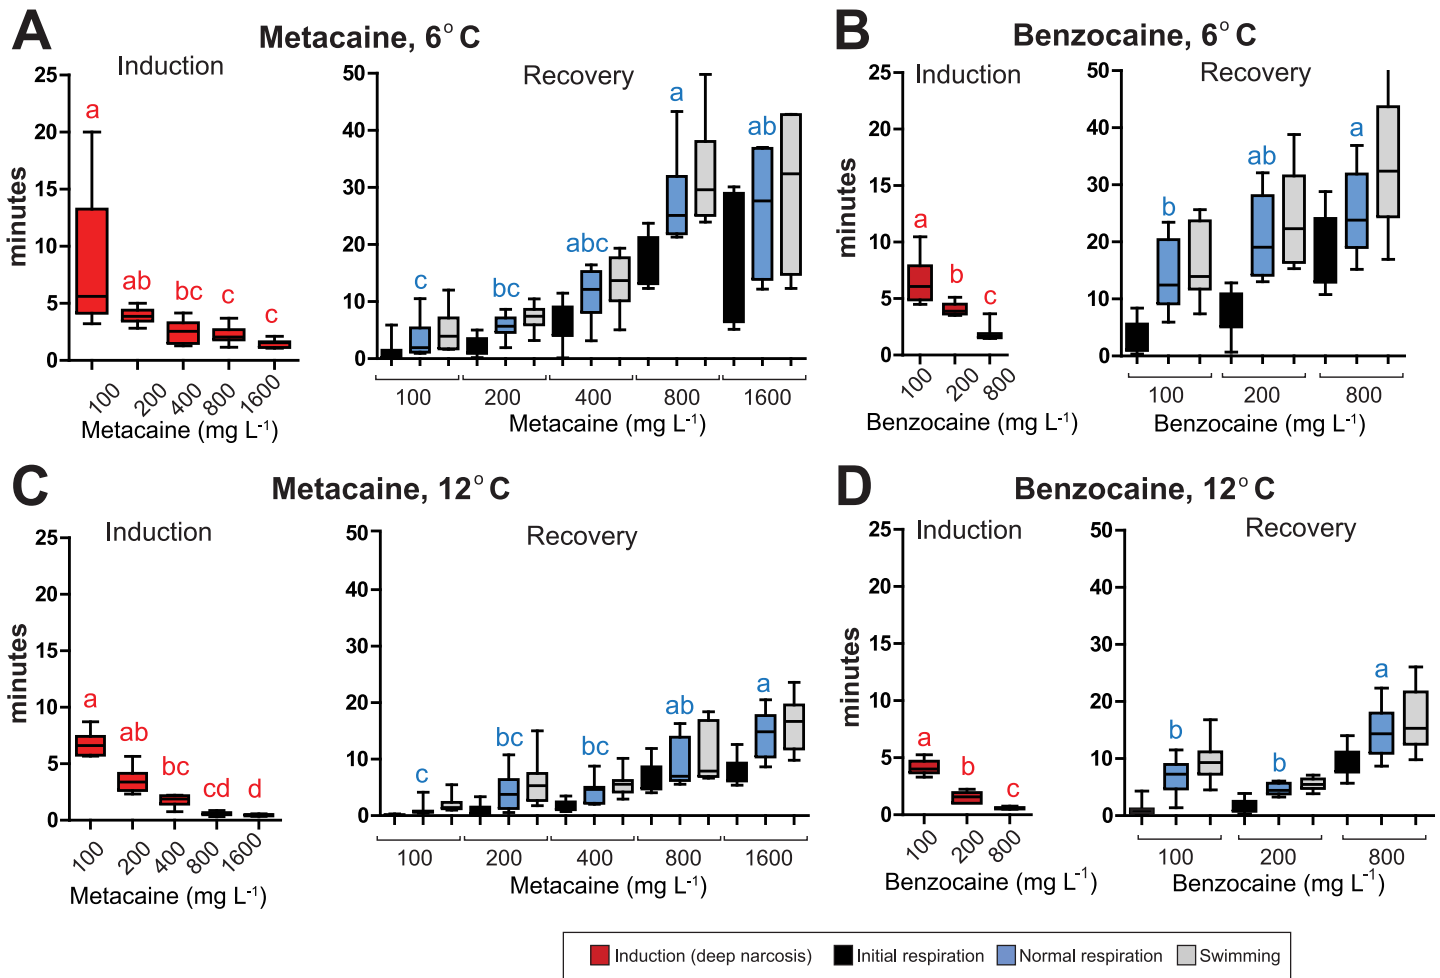 A
Metacaine, 6° C
Induction
Recovery
minutes
25
20
15
10
5
0
a
ab
bc
c
c
100
200
400
800
1600
Metacaine (mg L-1)
50
40
30
20
10
0
c
bc
abc
a
ab
100
200
400
800
1600
Metacaine (mg L-1)
B
Benzocaine, 6° C
Induction
Recovery
minutes
25
20
15
10
5
0
a
b
c
100
200
800
Benzocaine (mg L-1)
50
40
30
20
10
0
b
ab
a
100
200
800
Benzocaine (mg L-1)
C
Metacaine, 12° C
Induction
Recovery
minutes
25
20
15
10
5
0
a
ab
bc
cd
d
100
200
400
800
1600
Metacaine (mg L-1)
50
40
30
20
10
0
c
bc
bc
ab
a
100
200
400
800
1600
Metacaine (mg L-1)
D
Benzocaine, 12° C
Induction
Recovery
minutes
25
20
15
10
5
0
a
b
c
100
200
800
Benzocaine (mg L-1)
50
40
30
20
10
0
b
b
a
100
200
800
Benzocaine (mg L-1)
Induction (deep narcosis)
Initial respiration
Normal respiration
Swimming